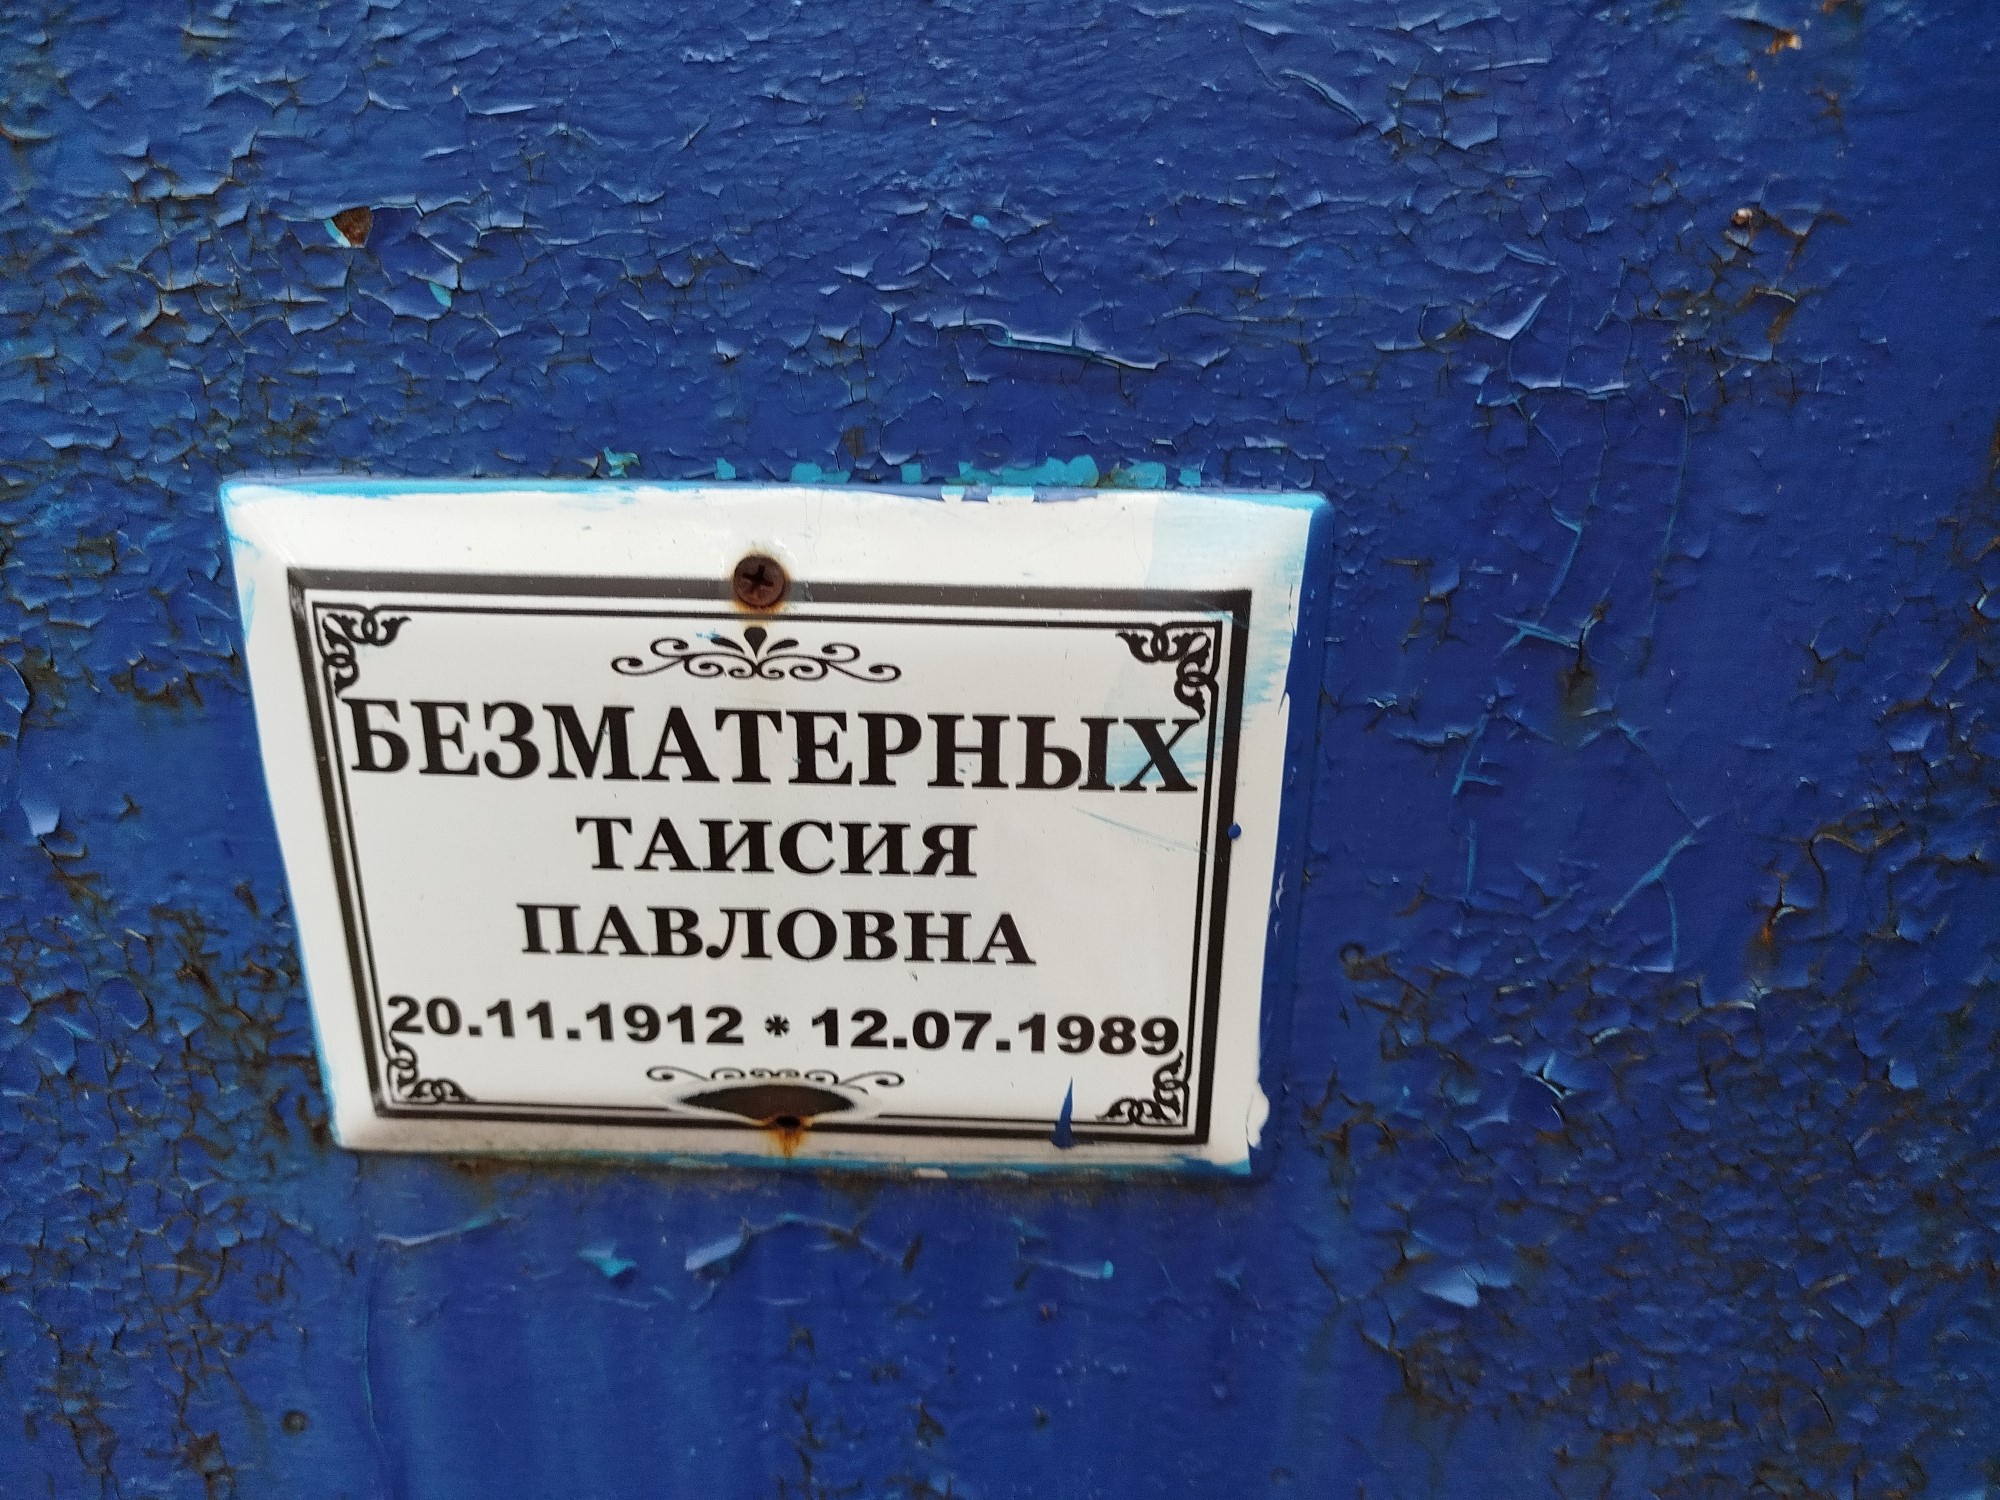 БЕЗМАТЕРНЫХ
ТАИСИЯ
ПАВЛОВНА
20.11.1912 * 12.07.1989